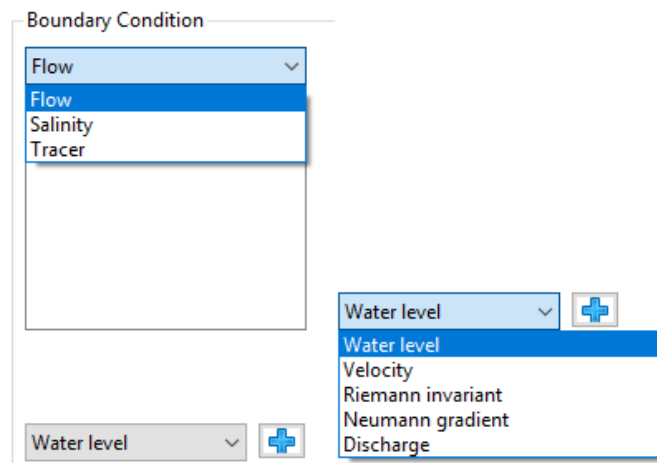 Boundary Condition
Flow
Flow
Salinity
Tracer
Water level
Water level
Water level
Velocity
Riemann invariant
Neumann gradient
Discharge